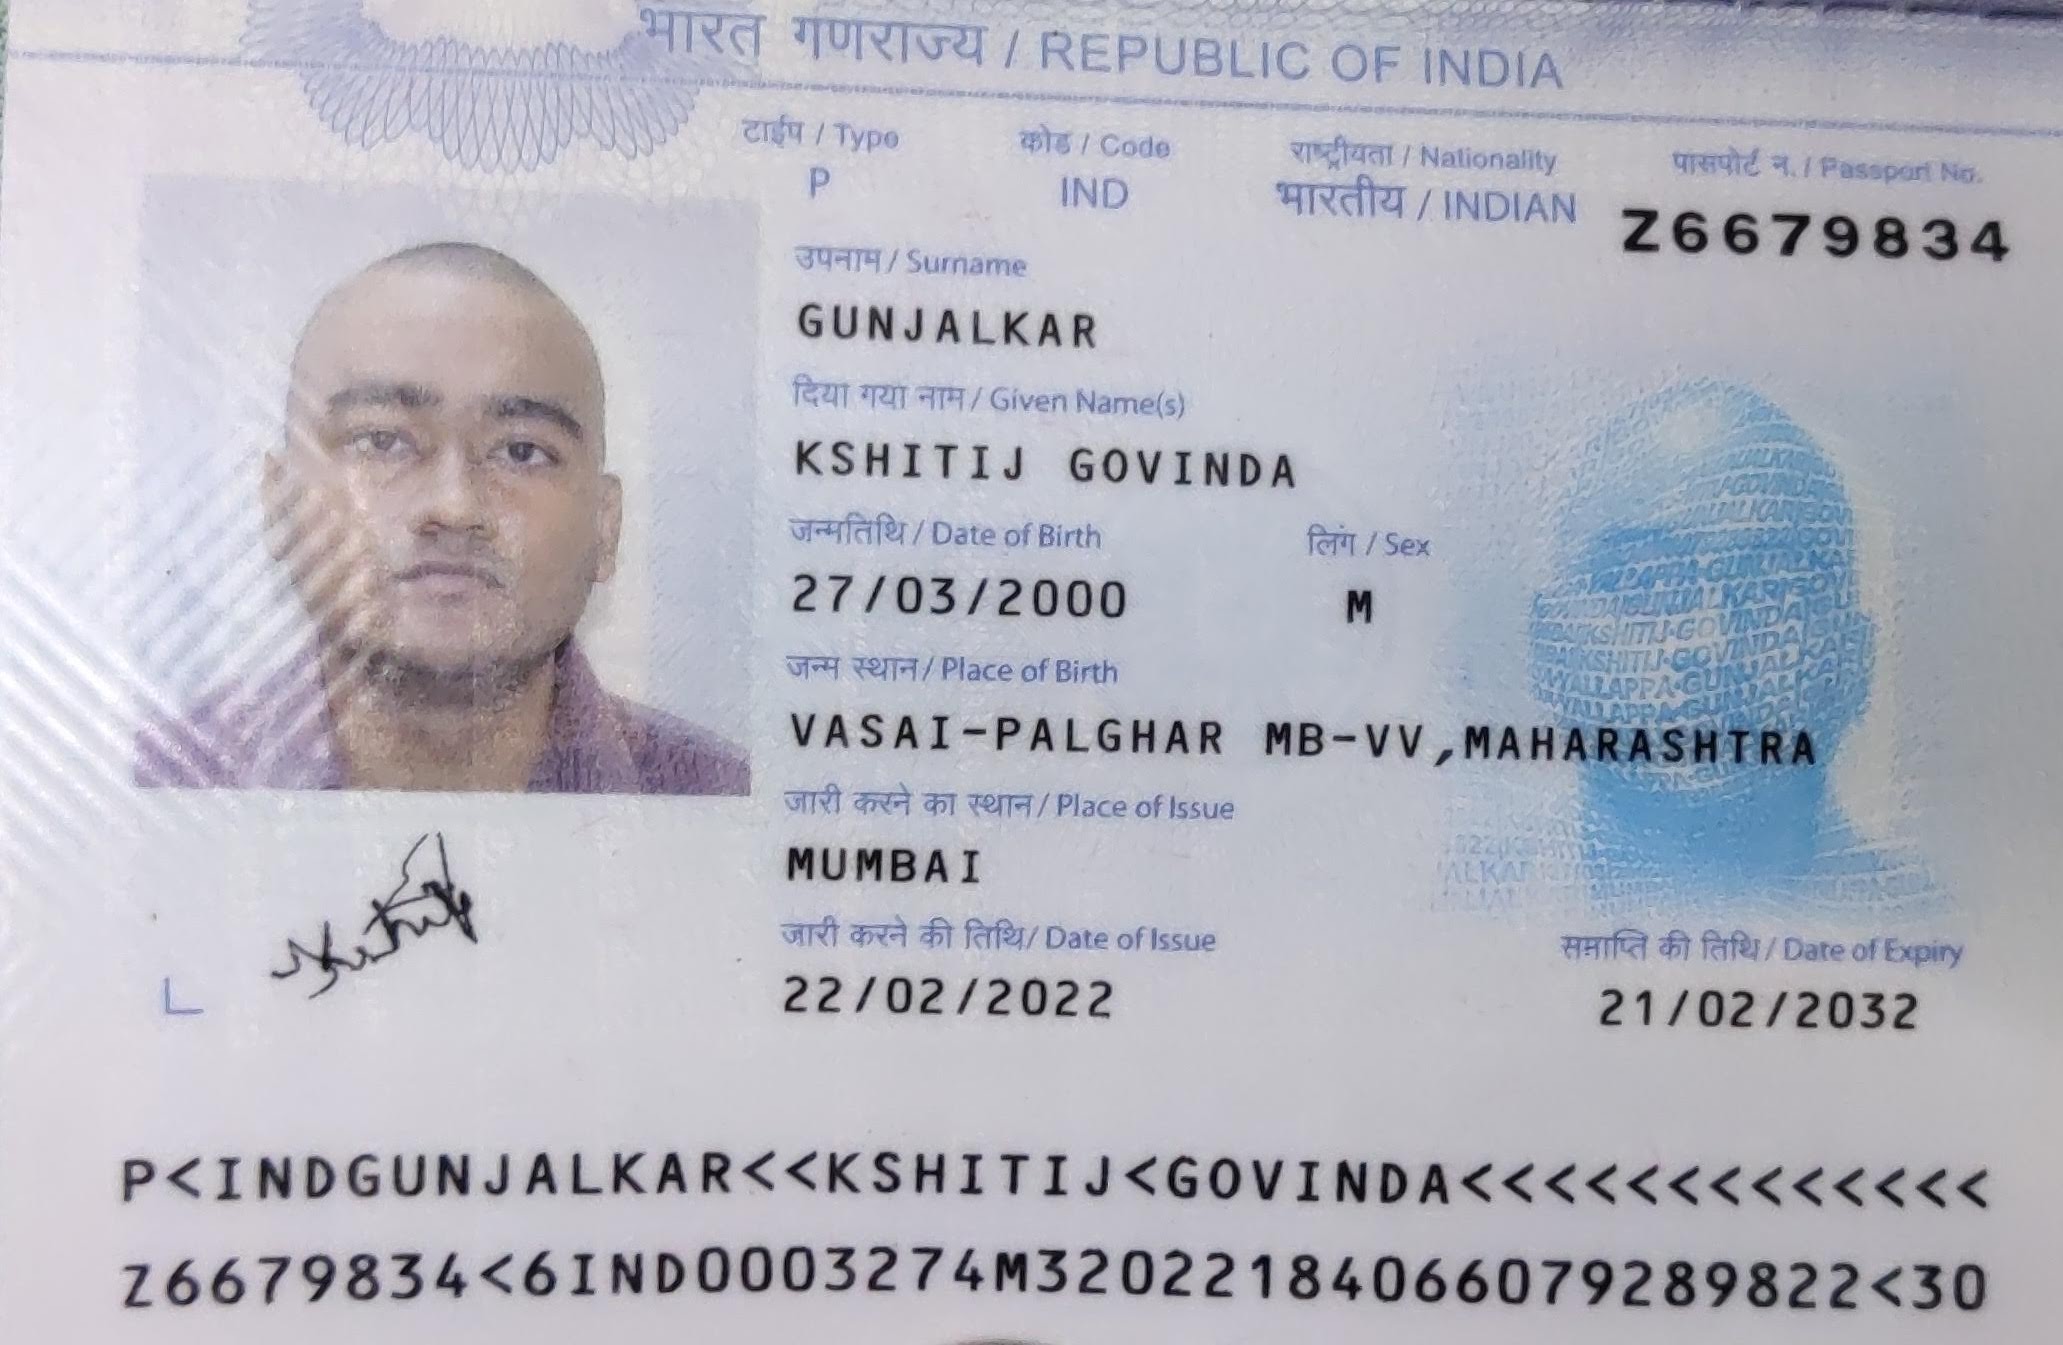 भारत गणराज्य / REPUBLIC OF INDIA
टाईप / Type कोड / Code राष्ट्रीयता / Nationality पासपोर्ट न. / Passport No.
P IND भारतीय / INDIAN Z6679834
उपनाम / Surname
GUNJALKAR
दिया गया नाम / Given Name(s)
KSHITIJ GOVINDA
जन्मतिथि / Date of Birth लिंग / Sex
27/03/2000 M
जन्म स्थान / Place of Birth
VASAI-PALGHAR MB-VV,MAHARASHTRA
जारी करने का स्थान / Place of Issue
MUMBAI
जारी करने की तिथि/ Date of Issue समाप्ति की तिथि / Date of Expiry
22/02/2022 21/02/2032
L
P<INDGUNJALKAR<<KSHITIJ<GOVINDA<<<<<<<<<<<<<
Z6679834<6IND0003274M3202218406607928982​2<30